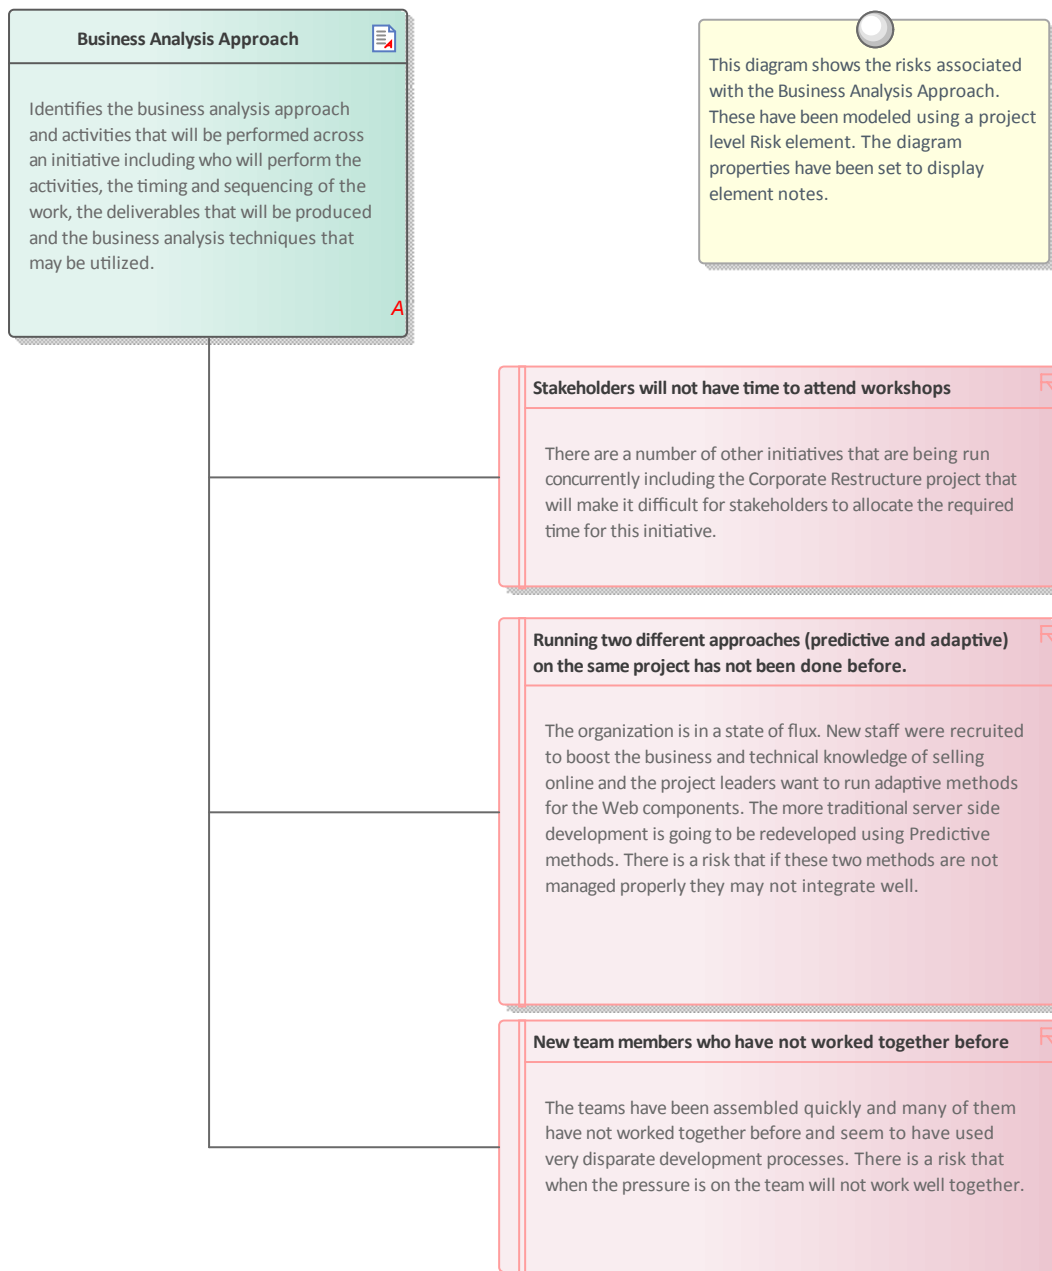 Business Analysis Approach
Identifies the business analysis approach
and activities that will be performed across
an initiative including who will perform the
activities, the timing and sequencing of the
work, the deliverables that will be produced
and the business analysis techniques that
may be utilized.
A
This diagram shows the risks associated
with the Business Analysis Approach.
These have been modeled using a project
level Risk element. The diagram
properties have been set to display
element notes.
Stakeholders will not have time to attend workshops
R
There are a number of other initiatives that are being run
concurrently including the Corporate Restructure project that
will make it difficult for stakeholders to allocate the required
time for this initiative.
Running two different approaches (predictive and adaptive)
on the same project has not been done before.
R
The organization is in a state of flux. New staff were recruited
to boost the business and technical knowledge of selling
online and the project leaders want to run adaptive methods
for the Web components. The more traditional server side
development is going to be redeveloped using Predictive
methods. There is a risk that if these two methods are not
managed properly they may not integrate well.
New team members who have not worked together before
R
The teams have been assembled quickly and many of them
have not worked together before and seem to have used
very disparate development processes. There is a risk that
when the pressure is on the team will not work well together.